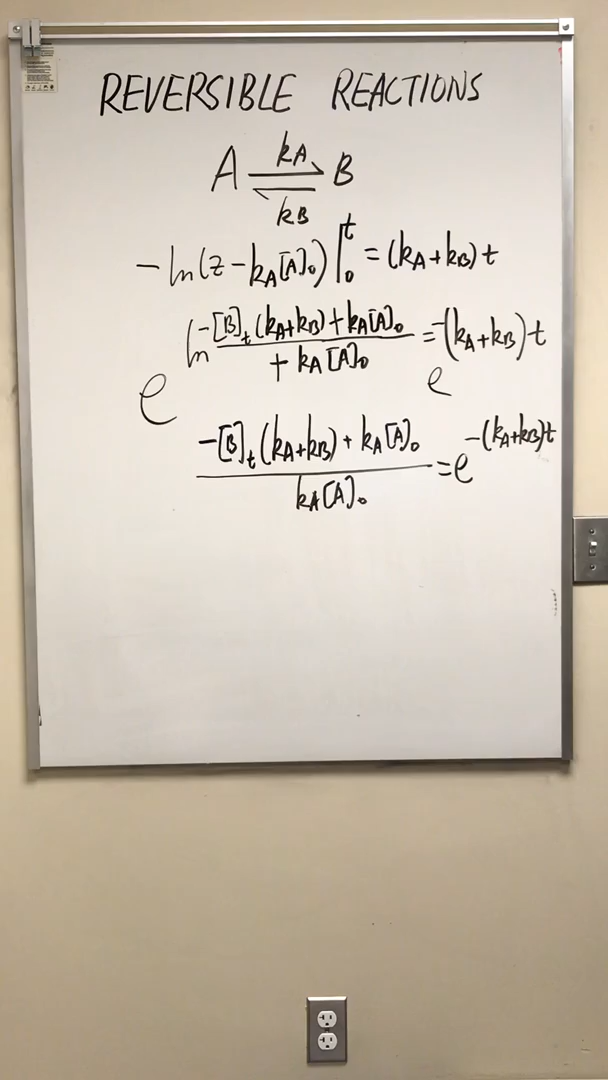 REVERSIBLE REACTIONS
kA
A ⇌ B
kB
-ln(z - kA[A]₀)|₀ᵗ = (kA+kB)t
e^(ln (-[B]ₜ(kA+kB)+kA[A]₀)/(+kA[A]₀)) = e^(-(kA+kB)t)
(-[B]ₜ(kA+kB)+kA[A]₀)/(kA[A]₀) = e^(-(kA+kB)t)